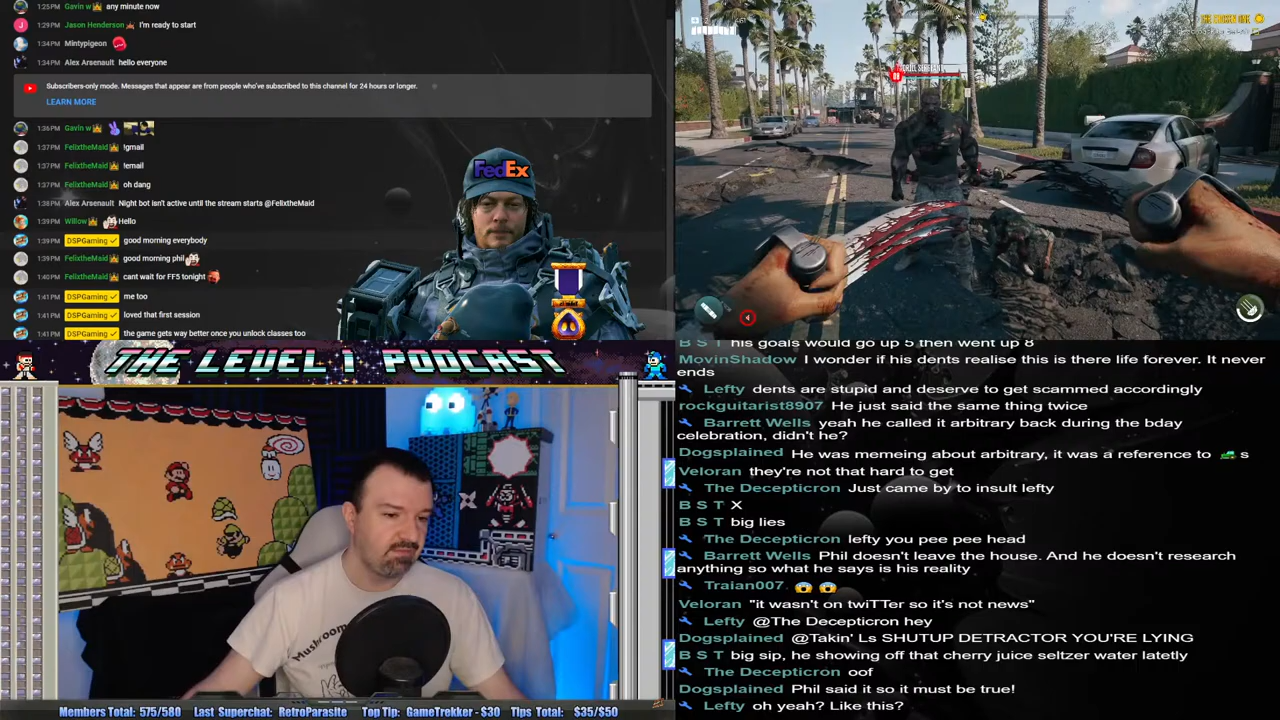 1:25PM Gavin w any minute now
1:29PM Jason Henderson I'm ready to start
1:34PM Mintypigeon
1:34PM Alex Arsenault hello everyone
Subscribers-only mode. Messages that appear are from people who've subscribed to this channel for 24 hours or longer.
LEARN MORE
1:36PM Gavin w
1:37PM FelixtheMaid !gmail
1:37PM FelixtheMaid !email
1:37PM FelixtheMaid oh dang
1:38PM Alex Arsenault Night bot isn't active until the stream starts @FelixtheMaid
1:39PM Willow Hello
1:39PM DSPGaming good morning everybody
1:39PM FelixtheMaid good morning phil
1:40PM FelixtheMaid cant wait for FF5 tonight
1:41PM DSPGaming me too
1:41PM DSPGaming loved that first session
1:41PM DSPGaming the game gets way better once you unlock classes too
FedEx
DRILL SERGEANT
B S T his goals would go up 5 then went up 8
MovinShadow I wonder if his dents realise this is there life forever. It never
ends
Lefty dents are stupid and deserve to get scammed accordingly
rockguitarist8907 He just said the same thing twice
Barrett Wells yeah he called it arbitrary back during the bday
celebration, didn't he?
Dogsplained He was memeing about arbitrary, it was a reference to s
Veloran they're not that hard to get
The Decepticron Just came by to insult lefty
B S T X
B S T big lies
The Decepticron lefty you pee pee head
Barrett Wells Phil doesn't leave the house. And he doesn't research
anything so what he says is his reality
Traian007
Veloran "it wasn't on twiTTer so it's not news"
Lefty @The Decepticron hey
Dogsplained @Takin' Ls SHUTUP DETRACTOR YOU'RE LYING
B S T big sip, he showing off that cherry juice seltzer water latetly
The Decepticron oof
Dogsplained Phil said it so it must be true!
Lefty oh yeah? Like this?
THE LEVEL 1 PODCAST
Mushroom
Members Total: 575/580 Last Superchat: RetroParasite Top Tip: GameTrekker - $30 Tips Total: $35/$50